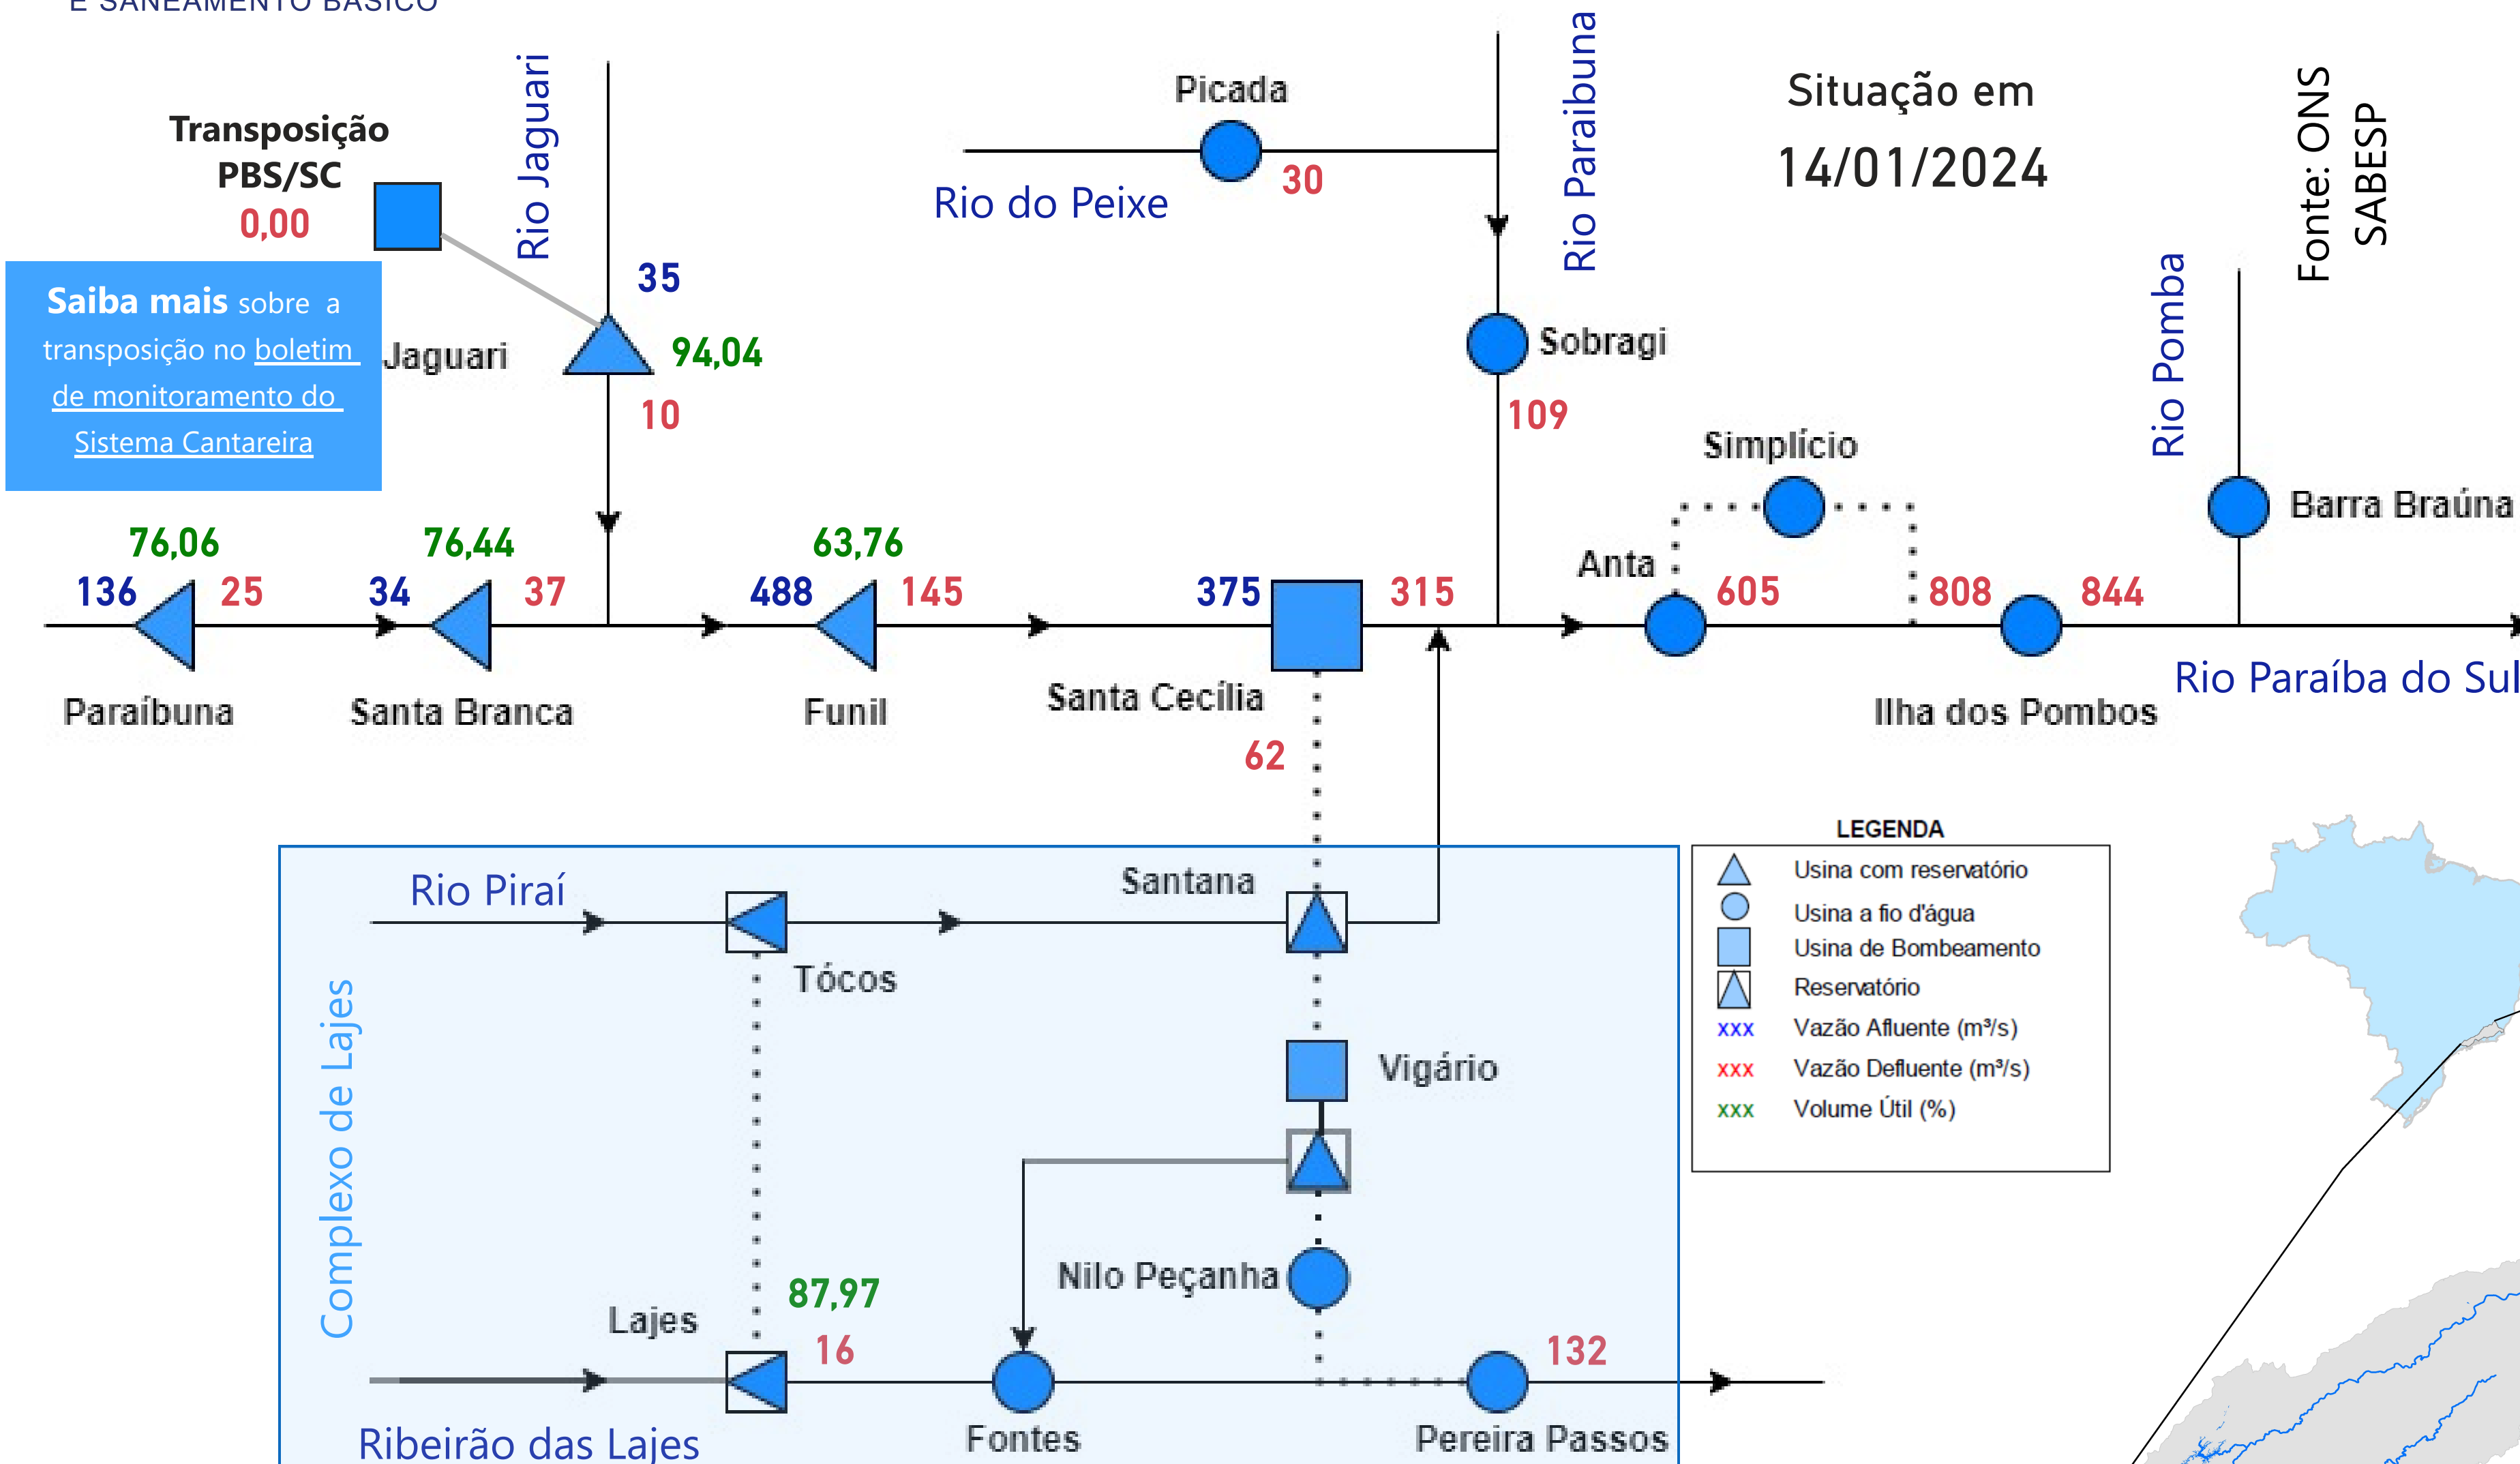 E SANEAMENTO BÁSICO
Situação em
14/01/2024
Fonte: ONS
SABESP
Transposição
PBS/SC
0,00
Saiba mais sobre a
transposição no boletim
de monitoramento do
Sistema Cantareira
Rio Jaguari
35
Jaguari
94,04
10
Picada
30
Rio do Peixe
Rio Paraibuna
Sobragi
109
Simplício
Anta
605
Rio Pomba
Barra Braúna
76,06
136
25
Paraíbuna
76,44
34
37
Santa Branca
63,76
488
145
Funil
375
315
Santa Cecília
62
808
844
Ilha dos Pombos
Rio Paraíba do Sul
Complexo de Lajes
Rio Piraí
Santana
Tócos
Vigário
Nilo Peçanha
87,97
Lajes
16
132
Ribeirão das Lajes
Fontes
Pereira Passos
LEGENDA
Usina com reservatório
Usina a fio d'água
Usina de Bombeamento
Reservatório
xxx Vazão Afluente (m³/s)
xxx Vazão Defluente (m³/s)
xxx Volume Útil (%)